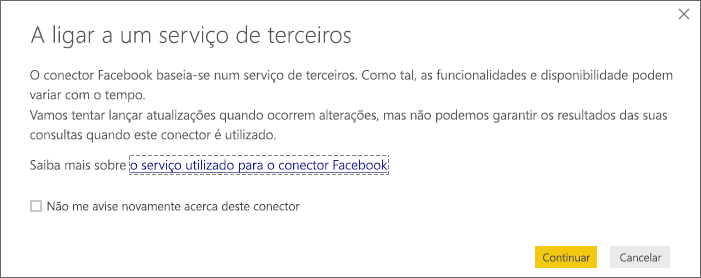 A ligar a um serviço de terceiros
O conector Facebook baseia-se num serviço de terceiros. Como tal, as funcionalidades e disponibilidade podem
variar com o tempo.
Vamos tentar lançar atualizações quando ocorrem alterações, mas não podemos garantir os resultados das suas
consultas quando este conector é utilizado.
Saiba mais sobre o serviço utilizado para o conector Facebook
Não me avise novamente acerca deste conector
Continuar Cancelar